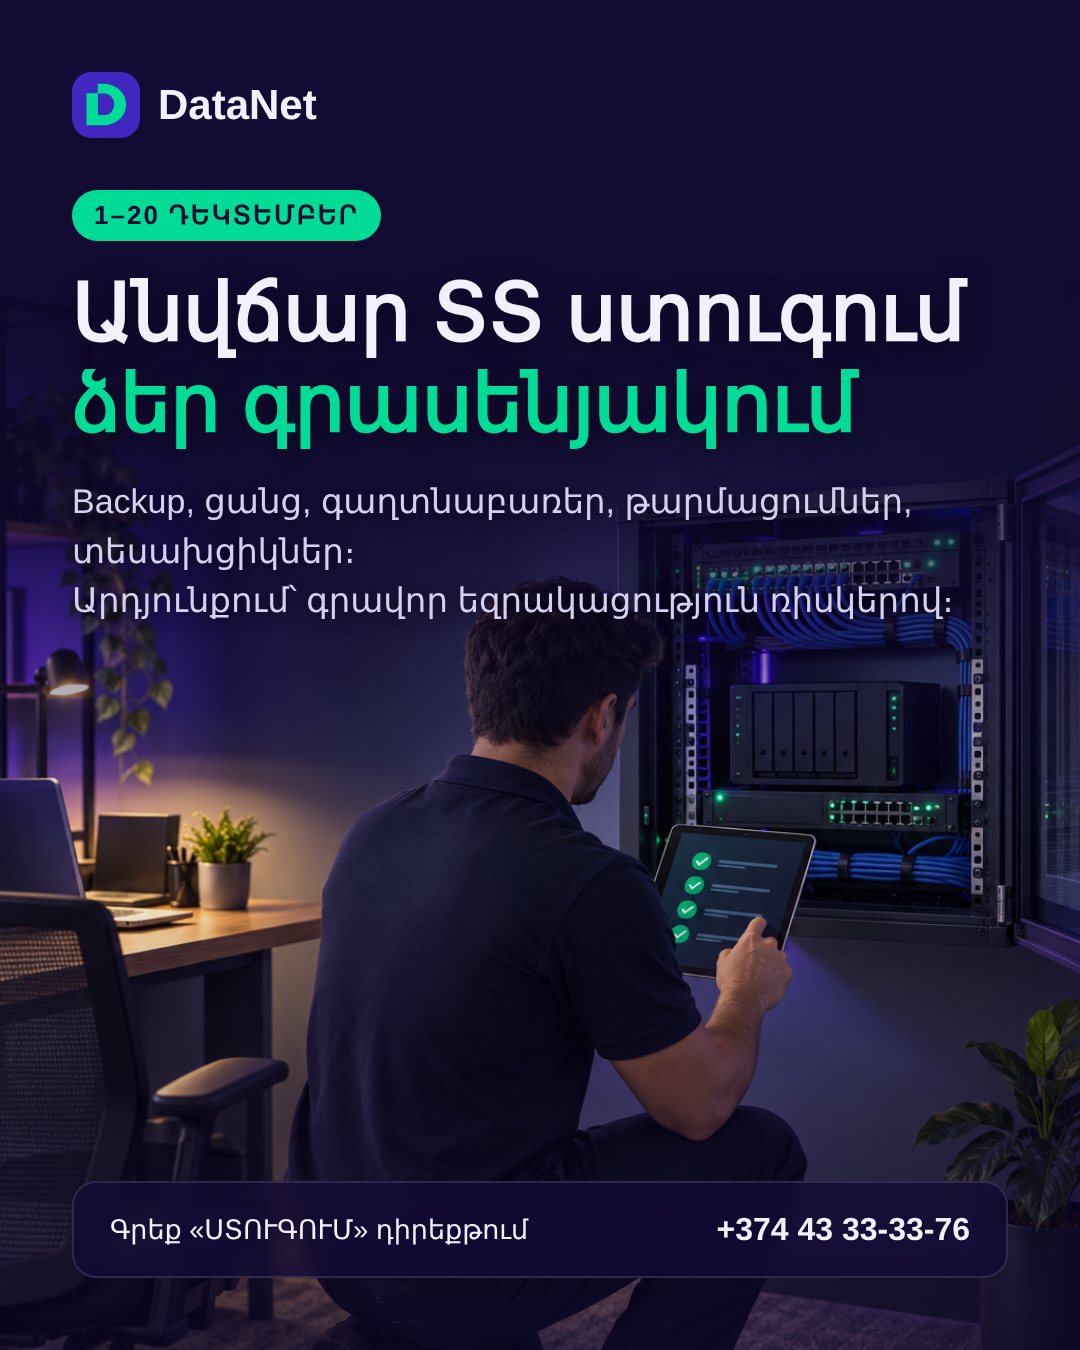 DataNet
1–20 ԴԵԿՏԵՄԲԵՐ
Անվճար ՏՏ ստուգում
ձեր գրասենյակում
Backup, ցանց, գաղտնաբառեր, թարմացումներ,
տեսախցիկներ։
Արդյունքում՝ գրավոր եզրակացություն ռիսկերով։
Գրեք «ՍՏՈՒԳՈՒՄ» դիրեքթում
+374 43 33-33-76